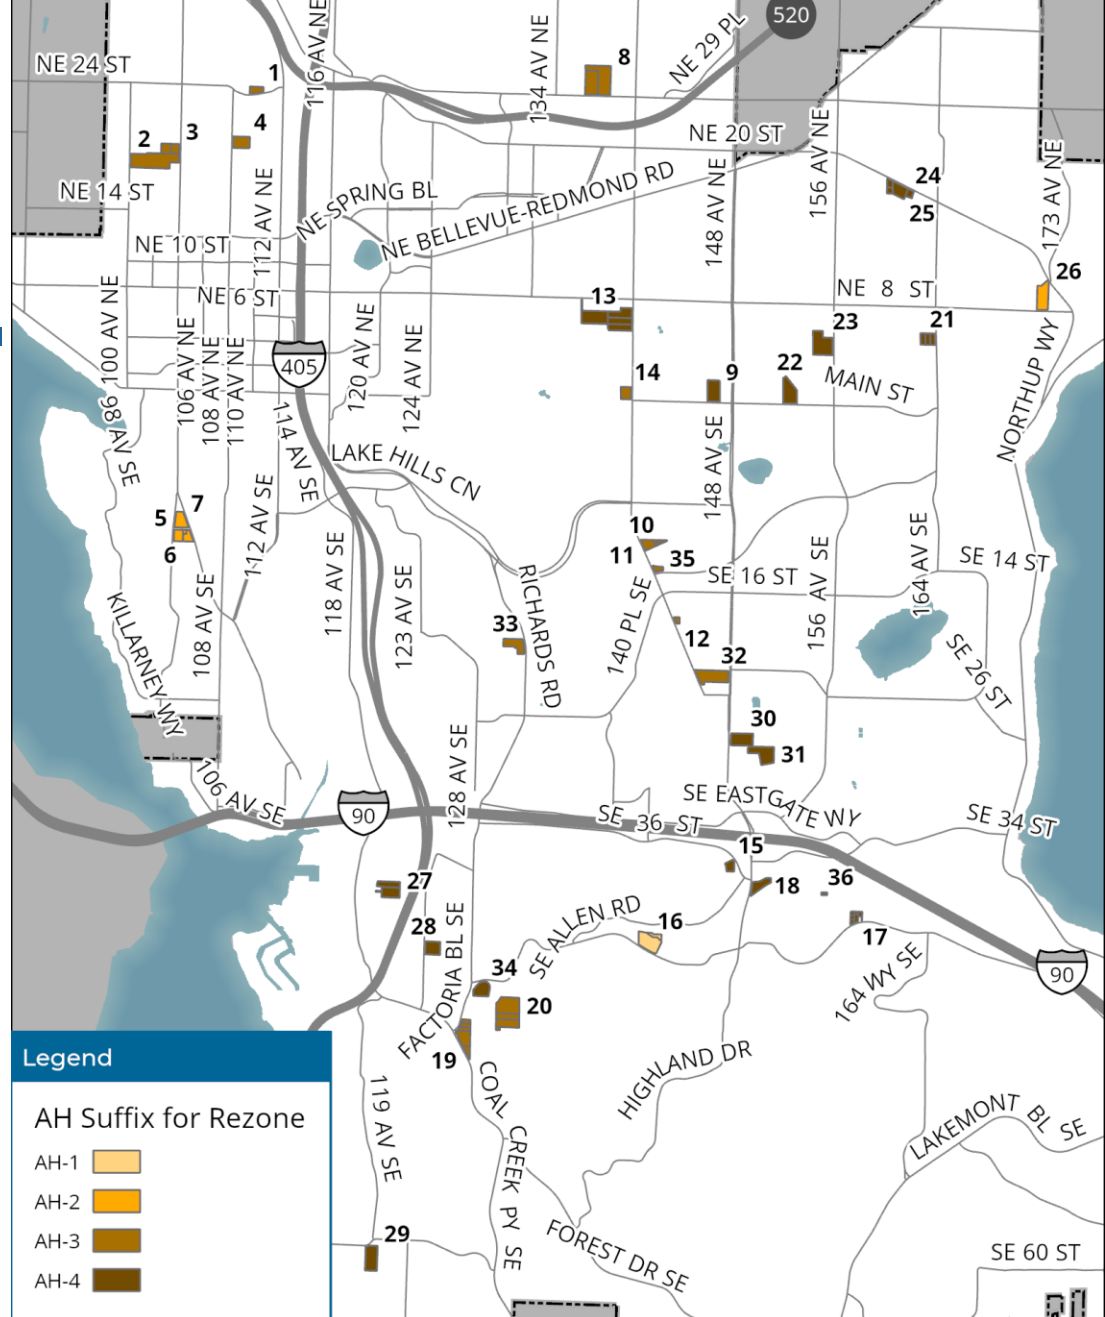 520
116 AV NE
134 AV NE
NE 29 PL
8
NE 24 ST
1
NE 20 ST
156 AV NE
2
3
4
173 AV NE
NE 14 ST
112 AV NE
NE SPRING BL
NE BELLEVUE-REDMOND RD
148 AV NE
24
25
NE 10 ST
26
100 AV NE
NE 6 ST
NE 8 ST
13
106 AV NE
108 AV NE
110 AV NE
120 AV NE
124 AV NE
23
21
405
14
9
22
MAIN ST
NORTHUP WY
98 AV SE
114 AV SE
LAKE HILLS CN
148 AV SE
5
7
6
112 AV SE
118 AV SE
123 AV SE
RICHARDS RD
10
11
35
SE 16 ST
156 AV SE
164 AV SE
SE 14 ST
KILLARNEY WY
108 AV SE
33
140 PL SE
12
32
SE 26 ST
30
31
128 AV SE
106 AV SE
90
SE 36 ST
SE EASTGATE WY
SE 34 ST
15
18
36
27
28
16
17
SE ALLEN RD
FACTORIA BL SE
34
20
19
164 WY SE
90
HIGHLAND DR
119 AV SE
COAL CREEK PY SE
LAKEMONT BL SE
29
FOREST DR SE
SE 60 ST
Legend
AH Suffix for Rezone
AH-1
AH-2
AH-3
AH-4